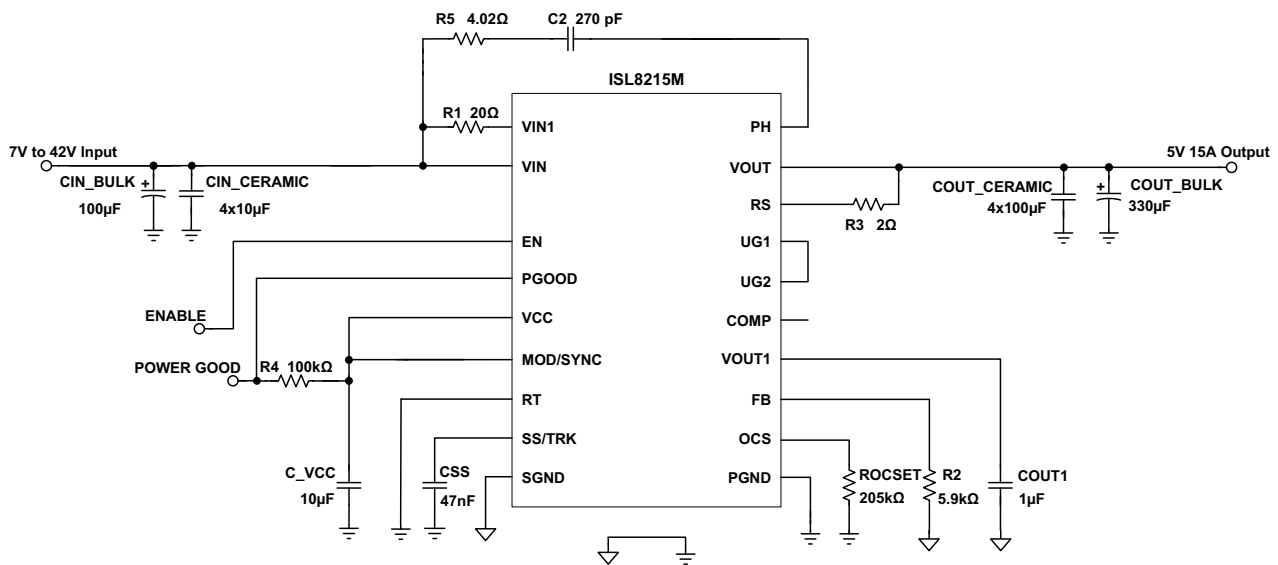 R5 4.02Ω
C2 270 pF
ISL8215M
R1 20Ω
VIN1
PH
7V to 42V Input
VIN
VOUT
5V 15A Output
CIN_BULK
+
CIN_CERAMIC
100µF
4x10µF
RS
R3 2Ω
COUT_CERAMIC
4x100µF
+
COUT_BULK
330µF
EN
UG1
PGOOD
UG2
ENABLE
VCC
COMP
POWER GOOD
R4 100kΩ
MOD/SYNC
VOUT1
RT
FB
SS/TRK
OCS
C_VCC
10µF
CSS
47nF
SGND
PGND
ROCSET
205kΩ
R2
5.9kΩ
COUT1
1µF